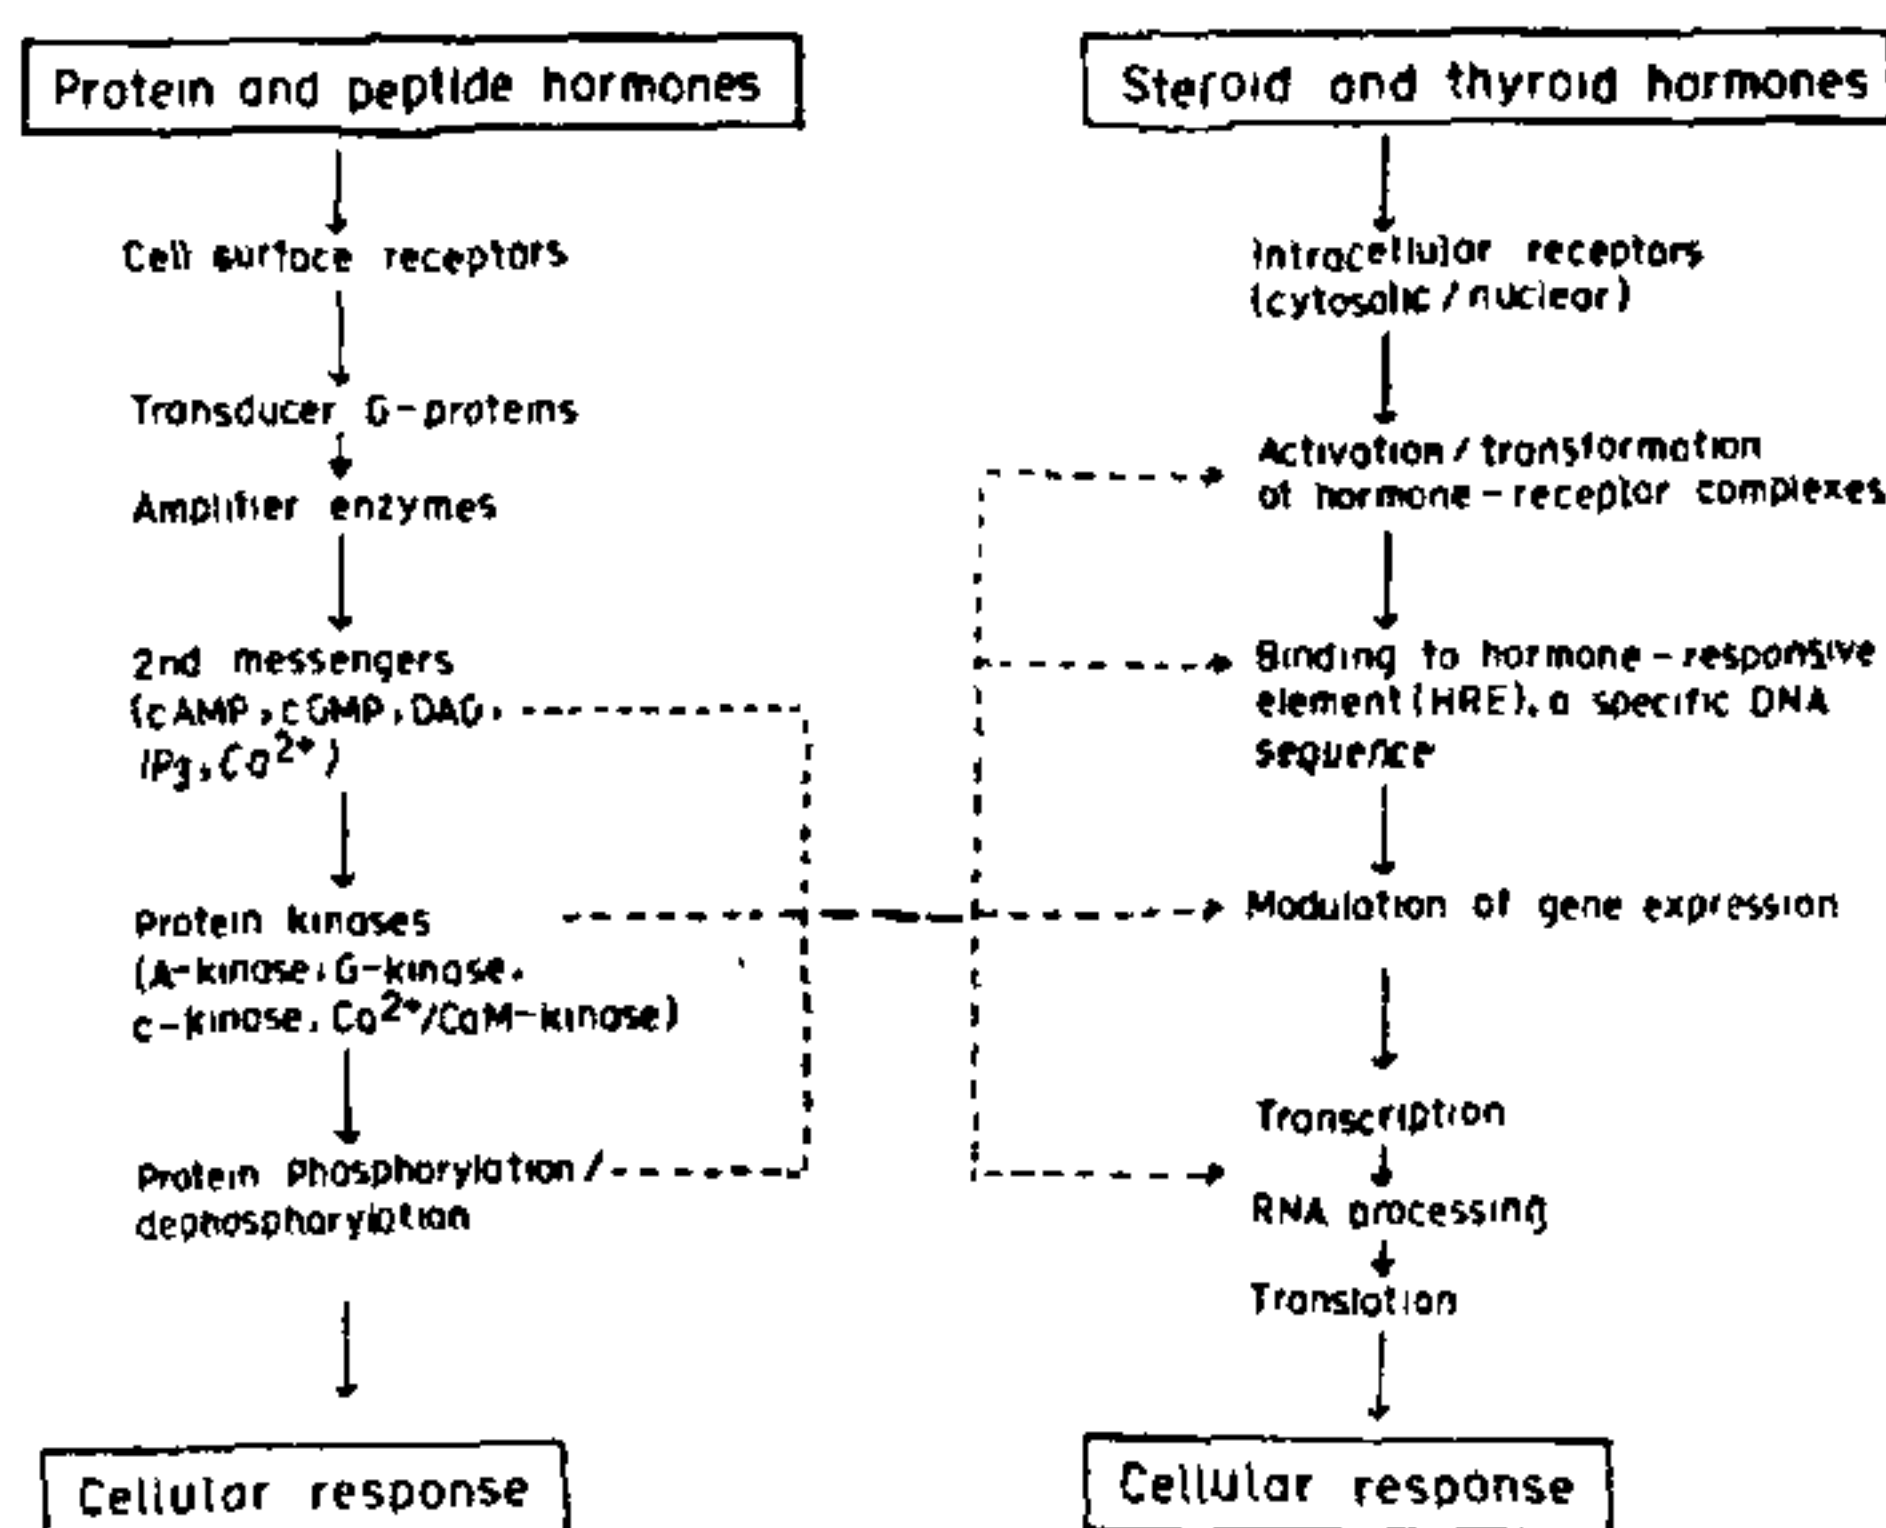 Protein and peptide hormones
Cell surface receptors
Transducer G-proteins
Amplifier enzymes
2nd messengers
(cAMP, cGMP, DAG,
IP3, Ca2+)
Protein kinases
(A-kinase, G-kinase,
c-kinase, Ca2+/CaM-kinase)
Protein Phosphorylation/
dephosphorylation
Cellular response
Steroid and thyroid hormones
Intracellular receptors
(cytosolic/nuclear)
Activation/transformation
of hormone-receptor complexes
Binding to hormone-responsive
element (HRE), a specific DNA
sequence
Modulation of gene expression
Transcription
RNA processing
Translation
Cellular response